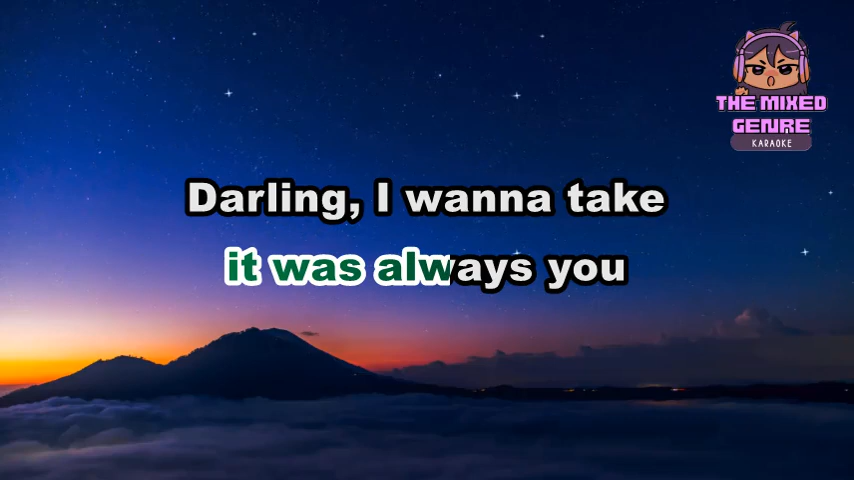 THE MIXED
GENRE
KARAOKE
Darling, I wanna take
it was always you